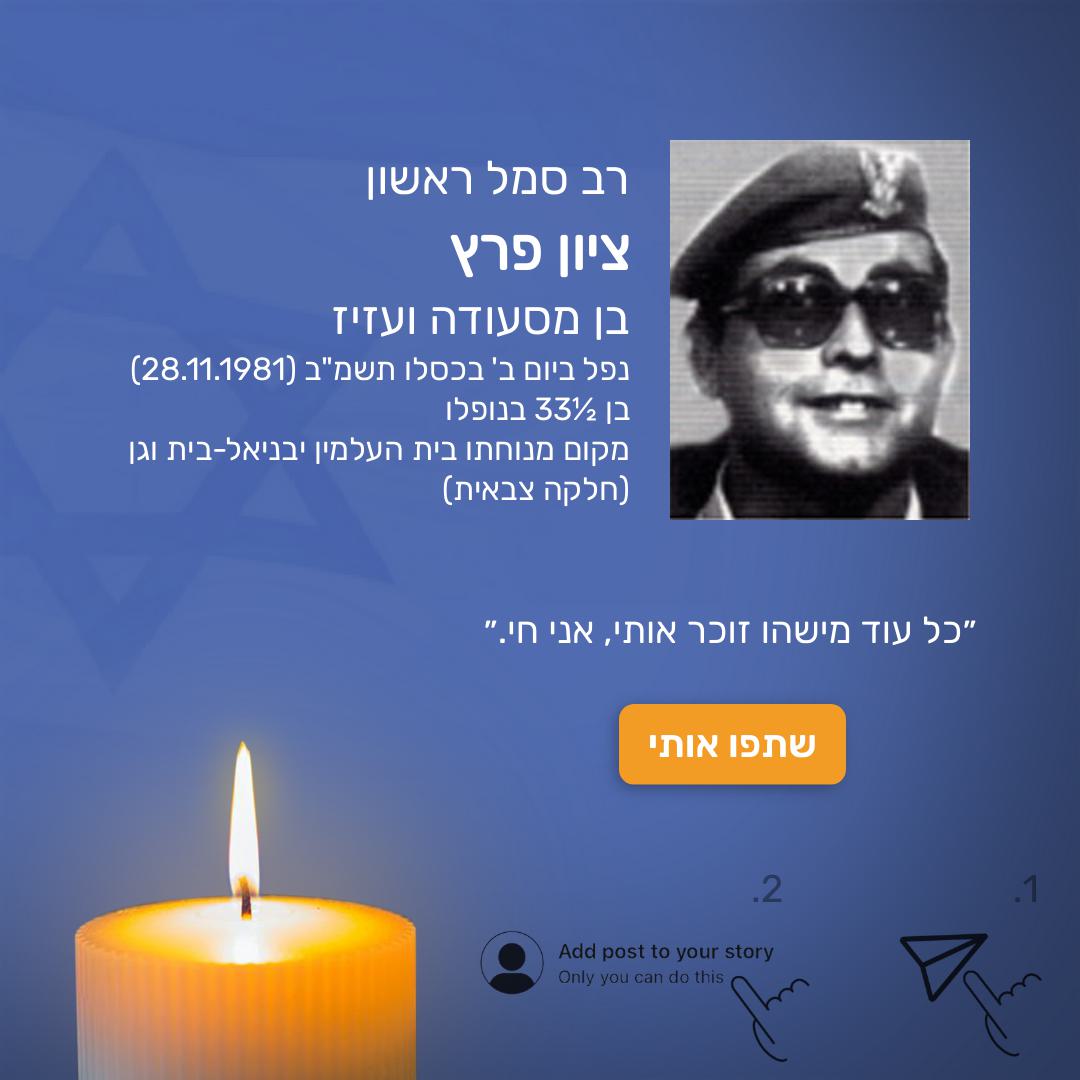 רב סמל ראשון
ציון פרץ
בן מסעודה ועזיז
נפל ביום ב' בכסלו תשמ"ב (28.11.1981)
בן 33½ בנופלו
מקום מנוחתו בית העלמין יבניאל-בית וגן
(חלקה צבאית)
״כל עוד מישהו זוכר אותי, אני חי.״
שתפו אותי
1.
2.
Add post to your story
Only you can do this